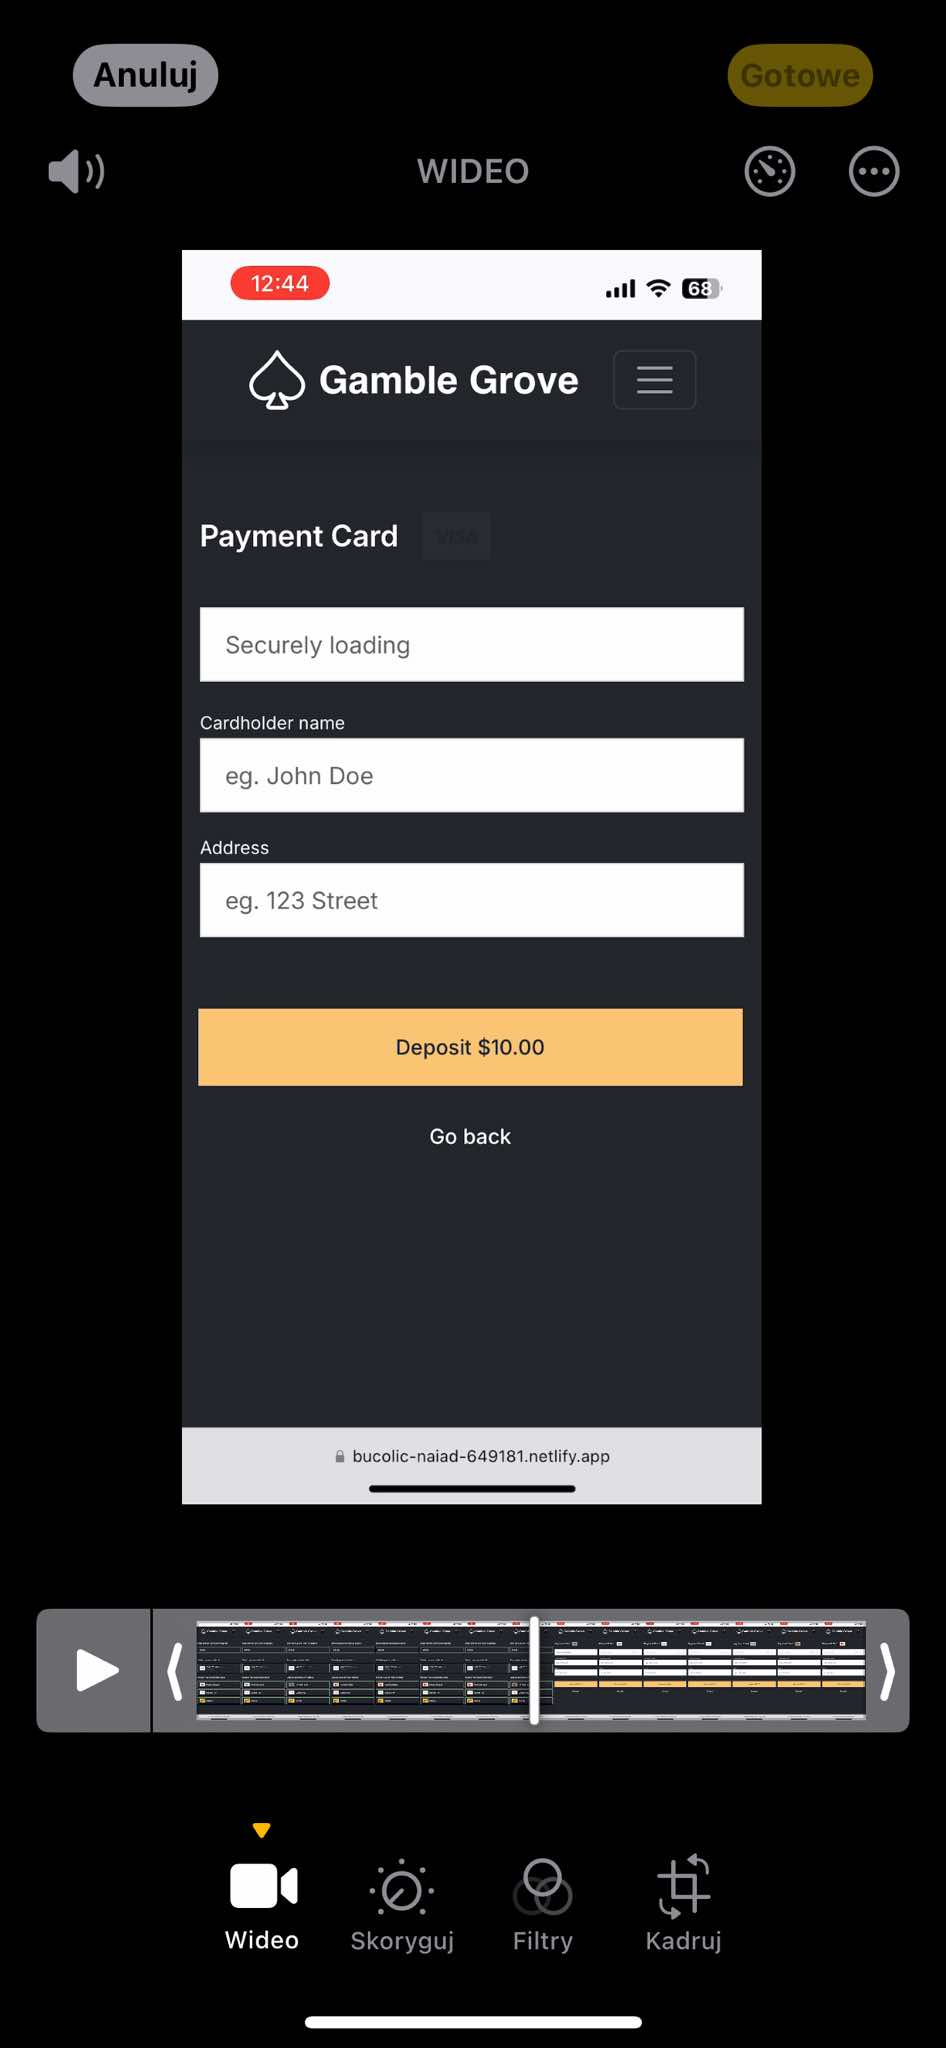 Anuluj
Gotowe
WIDEO
12:44
68
Gamble Grove
Payment Card
VISA
Securely loading
Cardholder name
eg. John Doe
Address
eg. 123 Street
Deposit $10.00
Go back
bucolic-naiad-649181.netlify.app
Wideo
Skoryguj
Filtry
Kadruj